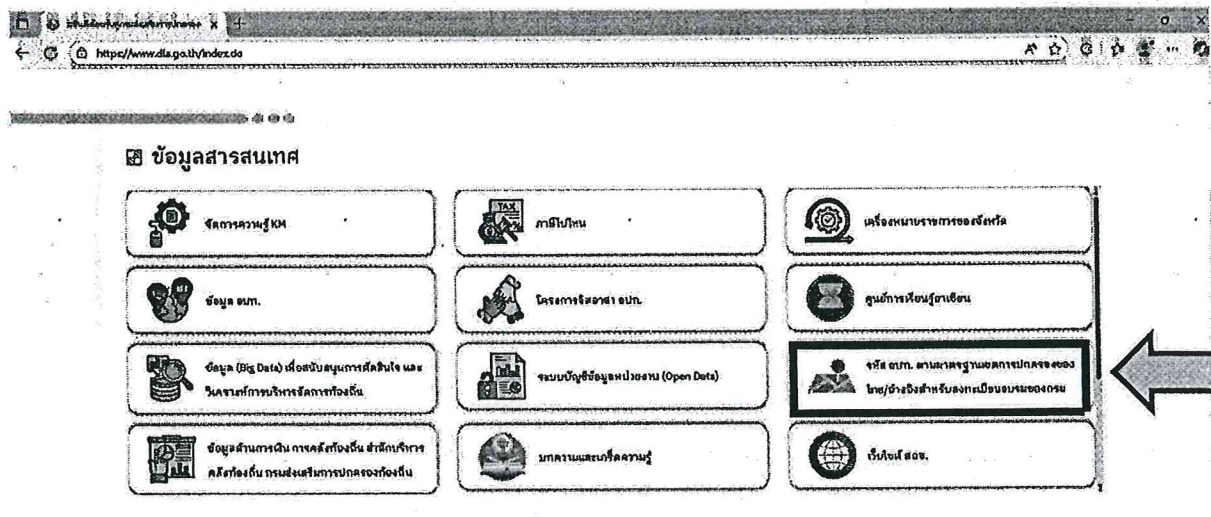 https://www.dla.go.th/index.do
ข้อมูลสารสนเทศ
จัดการความรู้ KM
ภาษีไปไหน
เครื่องหมายราชการของจังหวัด
ข้อมูล อปท.
โครงการจิตอาสา อปท.
ศูนย์การเรียนรู้อาเซียน
ข้อมูล (Big Data) เพื่อสนับสนุนการตัดสินใจ และ
วิเคราะห์การบริหารจัดการท้องถิ่น
ระบบบัญชีข้อมูลหน่วยงาน (Open Data)
รหัส อปท. ตามมาตรฐานเขตการปกครองของ
ไทย/อ้างอิงสำหรับลงทะเบียนอบรมของกรม
ข้อมูลด้านการเงิน การคลังท้องถิ่น สำนักบริหาร
คลังท้องถิ่น กรมส่งเสริมการปกครองท้องถิ่น
บทความและเกร็ดความรู้
เว็บไซต์ สถจ.